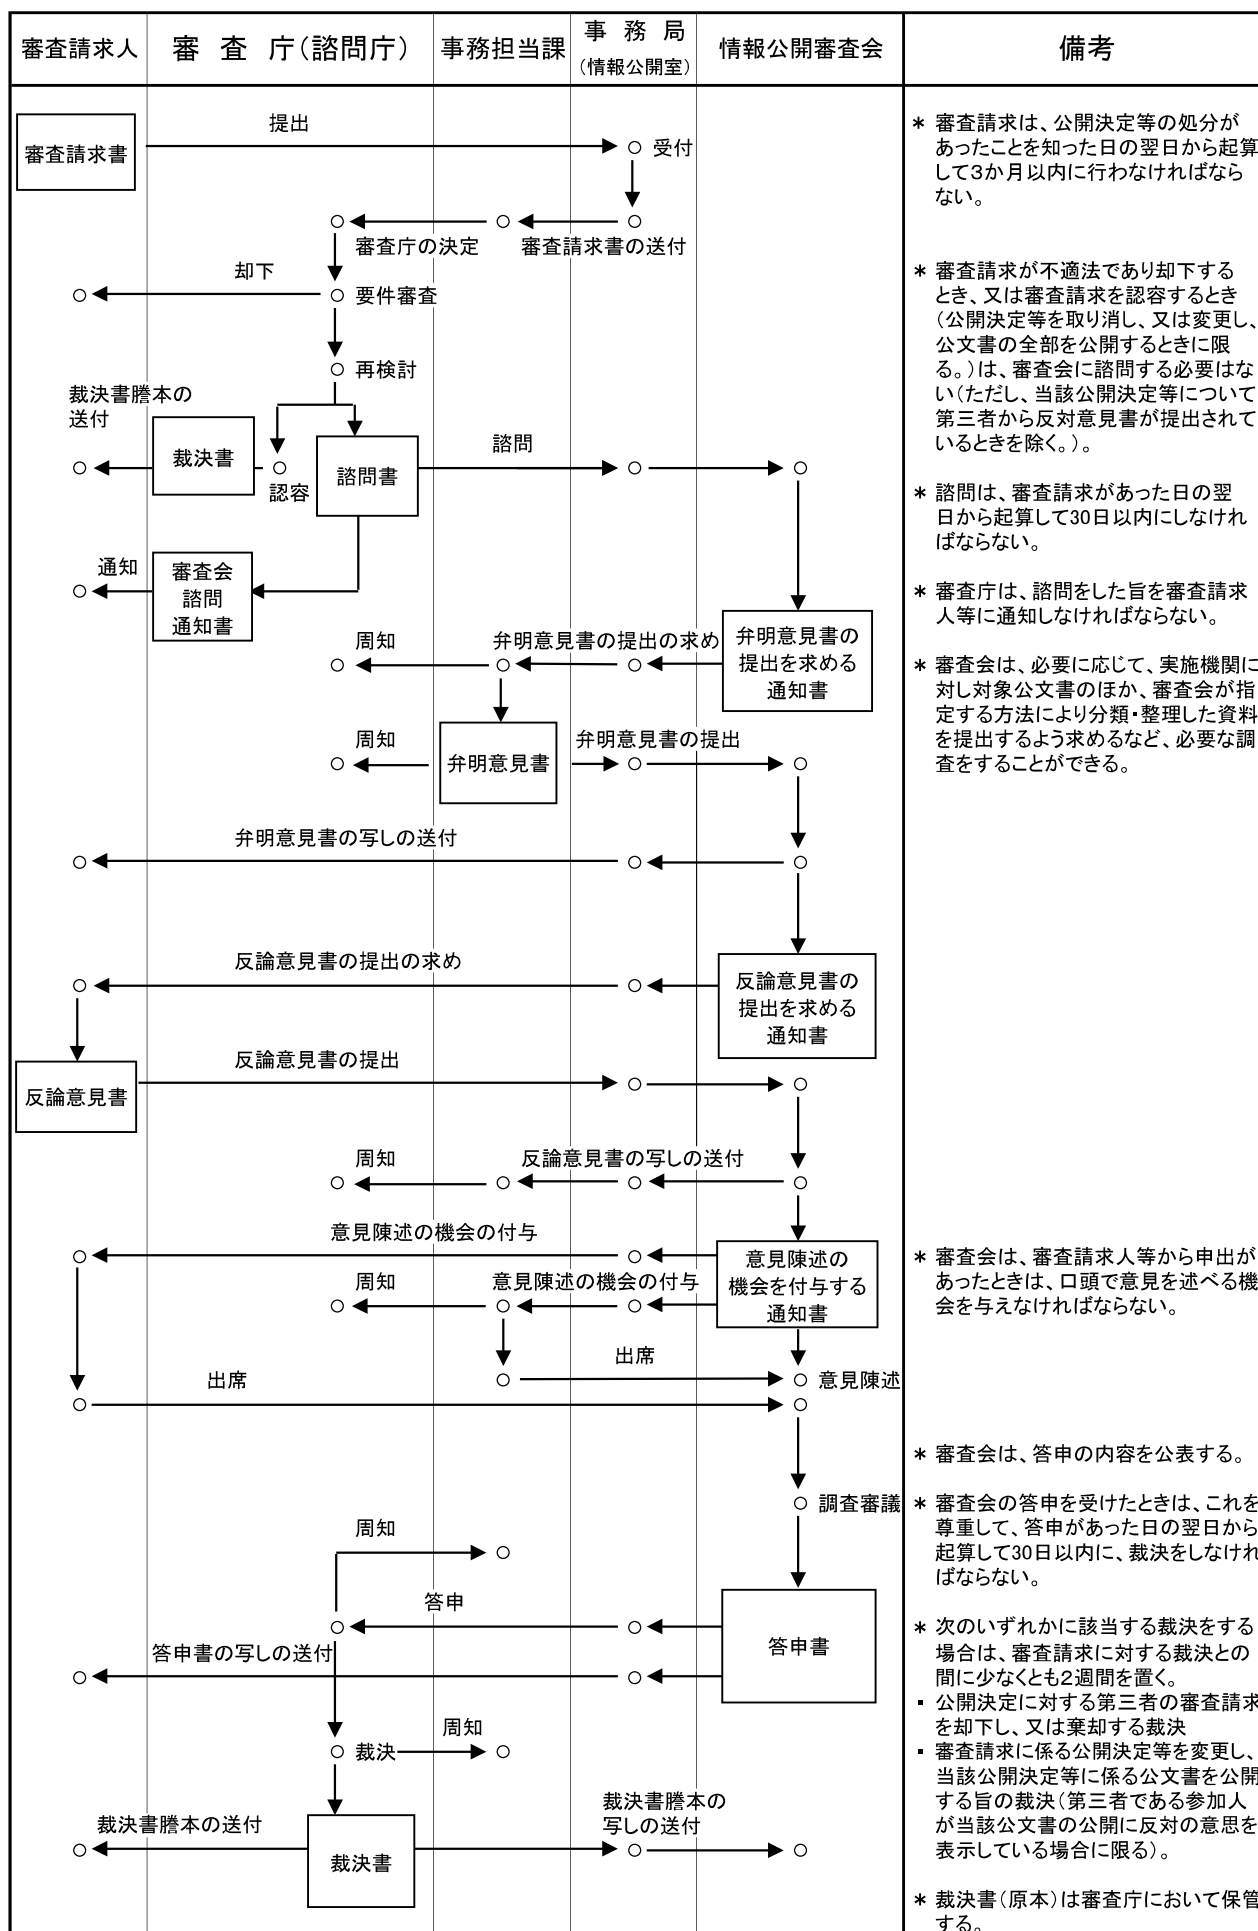 審査請求人
審　査　庁（諮問庁）
事務担当課
事　務　局
（情報公開室）
情報公開審査会
備考
審査請求書
提出
受付
審査庁の決定
審査請求書の送付
却下
要件審査
再検討
裁決書謄本の
送付
裁決書
認容
諮問書
諮問
通知
審査会
諮問
通知書
周知
弁明意見書の提出の求め
弁明意見書の
提出を求める
通知書
周知
弁明意見書
弁明意見書の提出
弁明意見書の写しの送付
反論意見書の提出の求め
反論意見書の
提出を求める
通知書
反論意見書の提出
反論意見書
周知
反論意見書の写しの送付
意見陳述の機会の付与
周知
意見陳述の機会の付与
意見陳述の
機会を付与する
通知書
出席
出席
意見陳述
調査審議
周知
答申
答申書
答申書の写しの送付
裁決
周知
裁決書謄本の送付
裁決書
裁決書謄本の
写しの送付
＊ 審査請求は、公開決定等の処分が
あったことを知った日の翌日から起算
して３か月以内に行わなければなら
ない。
＊ 審査請求が不適法であり却下する
とき、又は審査請求を認容するとき
（公開決定等を取り消し、又は変更し、
公文書の全部を公開するときに限
る。）は、審査会に諮問する必要はな
い（ただし、当該公開決定等について
第三者から反対意見書が提出されて
いるときを除く。）。
＊ 諮問は、審査請求があった日の翌
日から起算して30日以内にしなけれ
ばならない。
＊ 審査庁は、諮問をした旨を審査請求
人等に通知しなければならない。
＊ 審査会は、必要に応じて、実施機関に
対し対象公文書のほか、審査会が指
定する方法により分類・整理した資料
を提出するよう求めるなど、必要な調
査をすることができる。
＊ 審査会は、審査請求人等から申出が
あったときは、口頭で意見を述べる機
会を与えなければならない。
＊ 審査会は、答申の内容を公表する。
＊ 審査会の答申を受けたときは、これを
尊重して、答申があった日の翌日から
起算して30日以内に、裁決をしなけれ
ばならない。
＊ 次のいずれかに該当する裁決をする
場合は、審査請求に対する裁決との
間に少なくとも２週間を置く。
・ 公開決定に対する第三者の審査請求
を却下し、又は棄却する裁決
・ 審査請求に係る公開決定等を変更し、
当該公開決定等に係る公文書を公開
する旨の裁決（第三者である参加人
が当該公文書の公開に反対の意思を
表示している場合に限る）。
＊ 裁決書（原本）は審査庁において保管
する。